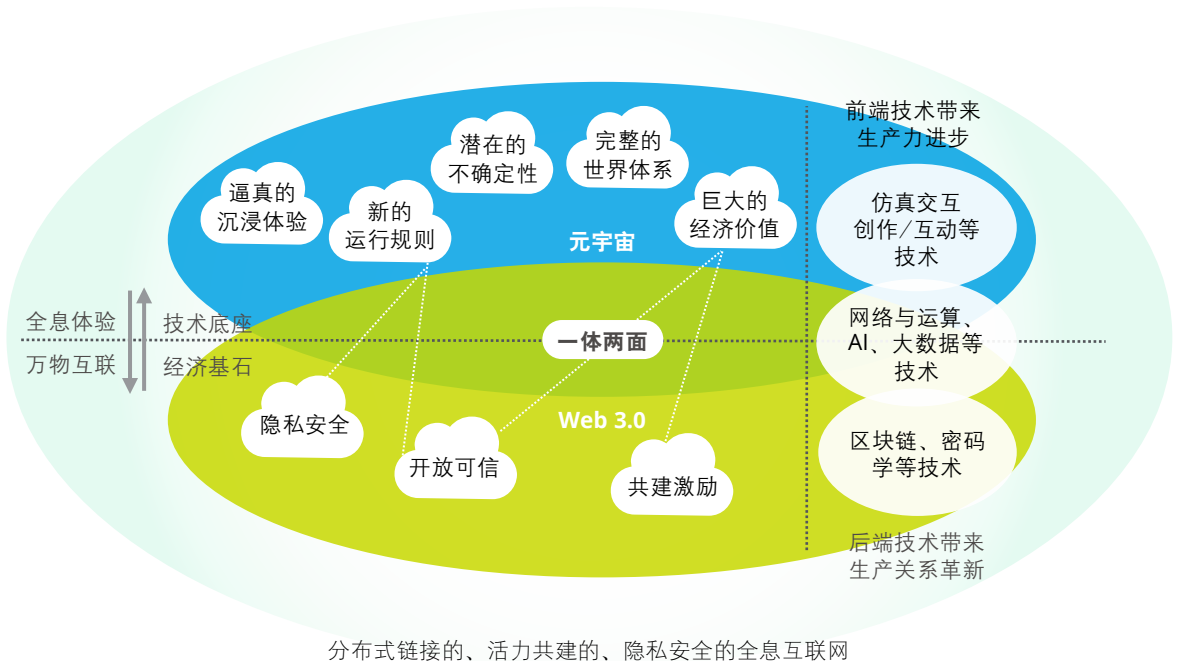 前端技术带来
生产力进步
潜在的
不确定性
完整的
世界体系
逼真的
沉浸体验
新的
运行规则
巨大的
经济价值
元宇宙
仿真交互
创作/互动等
技术
全息体验
技术底座
万物互联
经济基石
一体两面
网络与运算、
AI、大数据等
技术
隐私安全
Web 3.0
开放可信
共建激励
区块链、密码
学等技术
后端技术带来
生产关系革新
分布式链接的、活力共建的、隐私安全的全息互联网